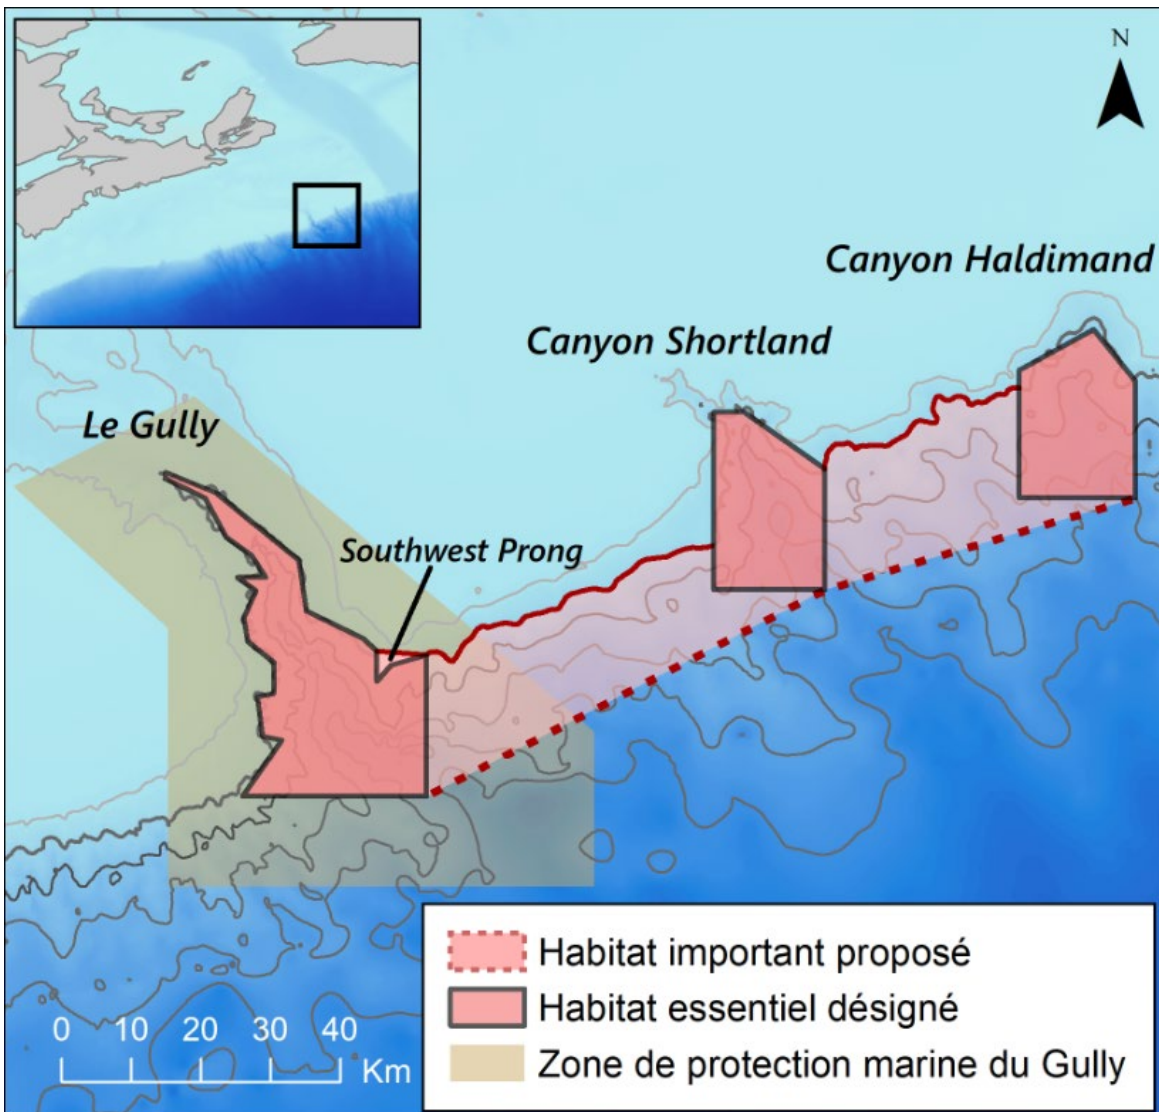 N
Canyon Haldimand
Canyon Shortland
Le Gully
Southwest Prong
Habitat important proposé
Habitat essentiel désigné
Zone de protection marine du Gully
0 10 20 30 40
Km